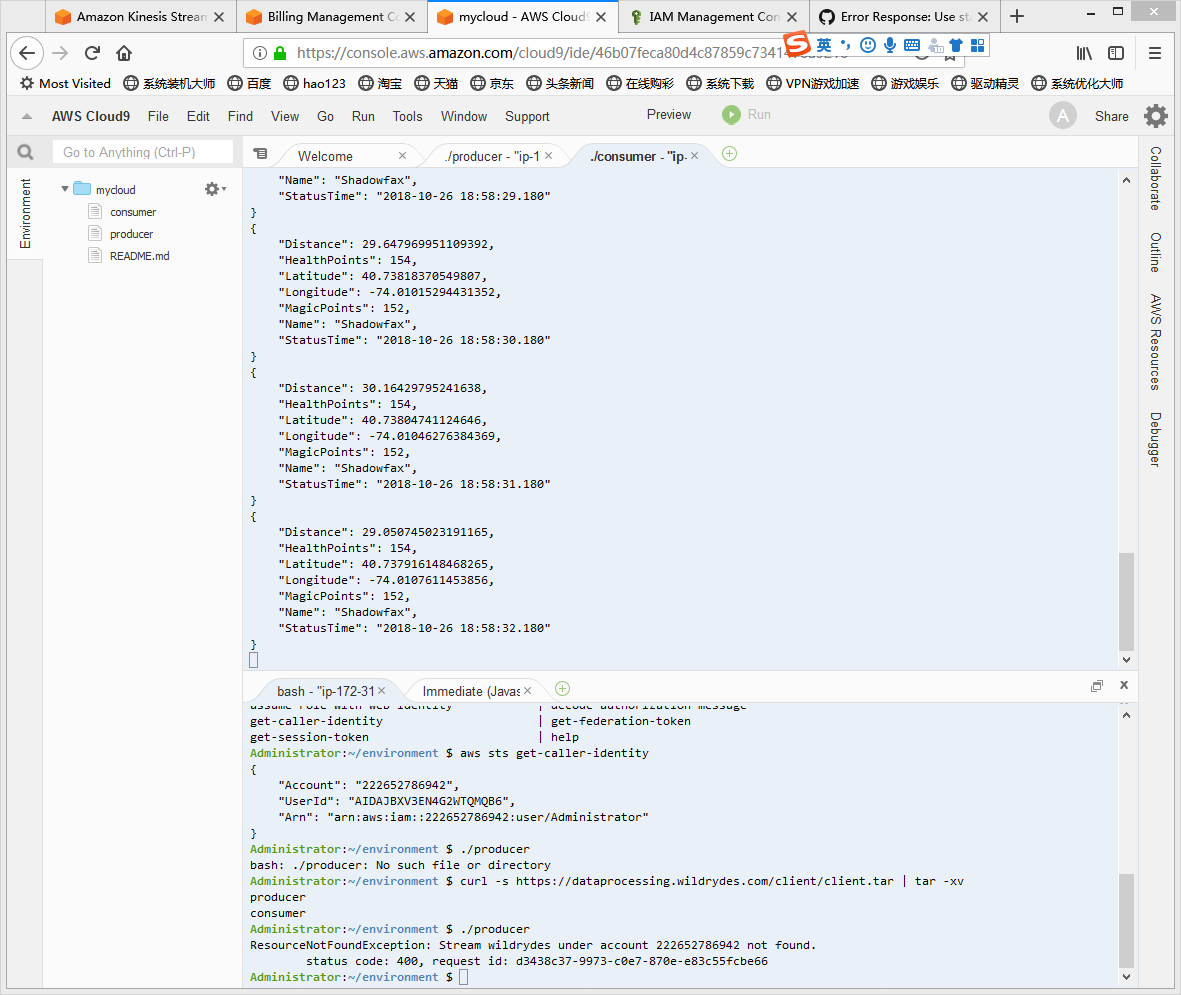 Amazon Kinesis Stream
Billing Management Co
mycloud - AWS Cloud9
IAM Management Con
Error Response: Use st
https://console.aws.amazon.com/cloud9/ide/46b07feca80d4c87859c7341
英
Most Visited
系统装机大师
百度
hao123
淘宝
天猫
京东
头条新闻
在线购彩
系统下载
VPN游戏加速
游戏娱乐
驱动精灵
系统优化大师
AWS Cloud9 File Edit Find View Go Run Tools Window Support Preview Run A Share
Go to Anything (Ctrl-P)
Welcome
./producer - "ip-1
./consumer - "ip-
Environment
mycloud
consumer
producer
README.md
Collaborate
Outline
AWS Resources
Debugger
"Name": "Shadowfax",
"StatusTime": "2018-10-26 18:58:29.180"
}
{
"Distance": 29.647969951109392,
"HealthPoints": 154,
"Latitude": 40.73818370549807,
"Longitude": -74.01015294431352,
"MagicPoints": 152,
"Name": "Shadowfax",
"StatusTime": "2018-10-26 18:58:30.180"
}
{
"Distance": 30.16429795241638,
"HealthPoints": 154,
"Latitude": 40.73804741124646,
"Longitude": -74.01046276384369,
"MagicPoints": 152,
"Name": "Shadowfax",
"StatusTime": "2018-10-26 18:58:31.180"
}
{
"Distance": 29.050745023191165,
"HealthPoints": 154,
"Latitude": 40.737916148468265,
"Longitude": -74.0107611453856,
"MagicPoints": 152,
"Name": "Shadowfax",
"StatusTime": "2018-10-26 18:58:32.180"
}
bash - "ip-172-31
Immediate (Javas
assume-role-with-web-identity | decode-authorization-message
get-caller-identity | get-federation-token
get-session-token | help
Administrator:~/environment $ aws sts get-caller-identity
{
"Account": "222652786942",
"UserId": "AIDAJBXV3EN4G2WTQMQB6",
"Arn": "arn:aws:iam::222652786942:user/Administrator"
}
Administrator:~/environment $ ./producer
bash: ./producer: No such file or directory
Administrator:~/environment $ curl -s https://dataprocessing.wildrydes.com/client/client.tar | tar -xv
producer
consumer
Administrator:~/environment $ ./producer
ResourceNotFoundException: Stream wildrydes under account 222652786942 not found.
status code: 400, request id: d3438c37-9973-c0e7-870e-e83c55fcbe66
Administrator:~/environment $